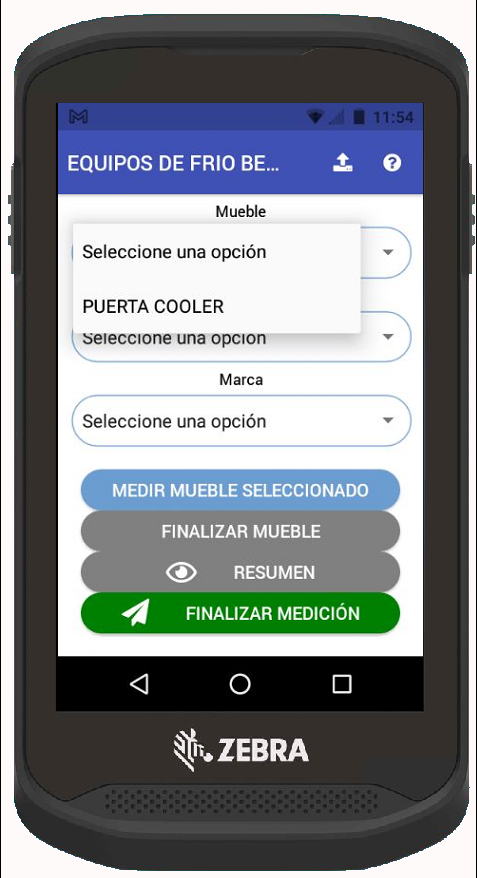 11:54
EQUIPOS DE FRIO BE...
Mueble
Seleccione una opción
PUERTA COOLER
Seleccione una opción
Marca
Seleccione una opción
MEDIR MUEBLE SELECCIONADO
FINALIZAR MUEBLE
RESUMEN
FINALIZAR MEDICIÓN
ZEBRA